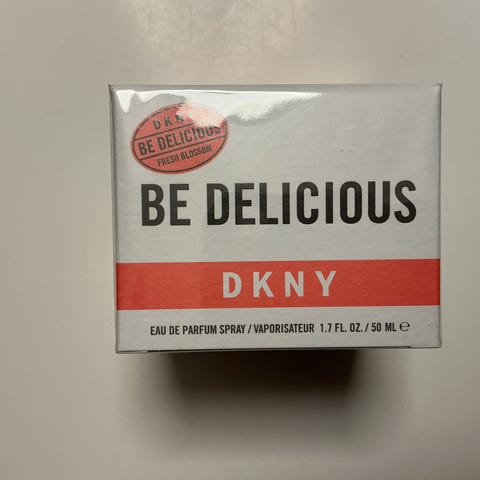 DKNY
BE DELICIOUS
FRESH BLOSSOM
BE DELICIOUS
DKNY
EAU DE PARFUM SPRAY / VAPORISATEUR 1.7 FL. OZ. / 50 ML ℮